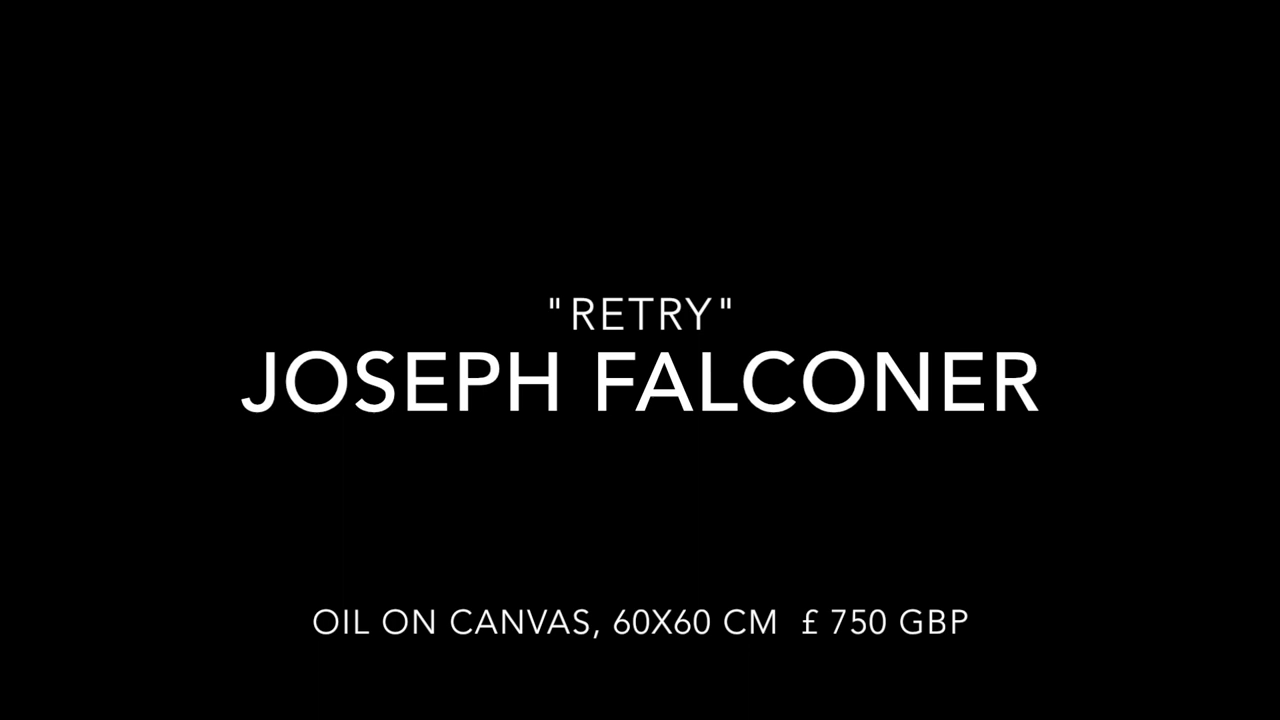 "RETRY"
JOSEPH FALCONER
OIL ON CANVAS, 60X60 CM £ 750 GBP